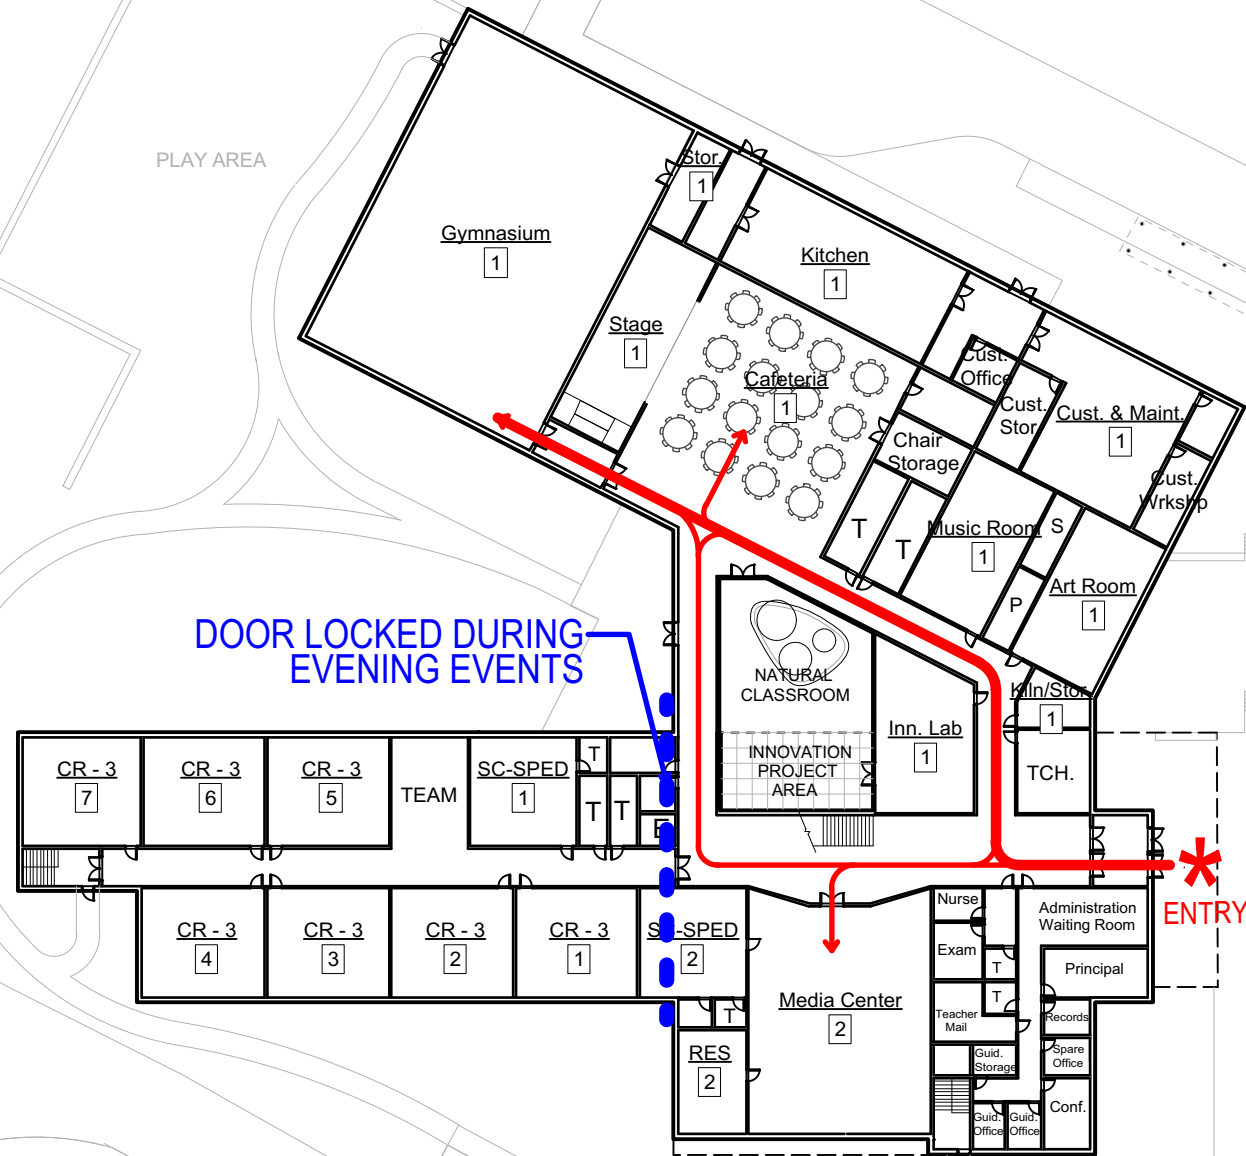 PLAY AREA
Stor.
1
Gymnasium
1
Kitchen
1
Stage
1
Cafeteria
1
Cust.
Office
Cust.
Stor.
Cust. & Maint.
1
Chair
Storage
Cust.
Wrkshp
T
T
Music Room
1
S
P
Art Room
1
DOOR LOCKED DURING
EVENING EVENTS
NATURAL
CLASSROOM
Kiln/Stor.
1
Inn. Lab
1
INNOVATION
PROJECT
AREA
TCH.
CR - 3
7
CR - 3
6
CR - 3
5
TEAM
SC-SPED
1
T
T
T
E
*
ENTRY
CR - 3
4
CR - 3
3
CR - 3
2
CR - 3
1
SC-SPED
2
Nurse
Administration
Waiting Room
Exam
T
Principal
Media Center
2
T
T
Teacher
Mail
Records
RES
2
Guid.
Storage
Spare
Office
Guid.
Office
Guid.
Office
Conf.